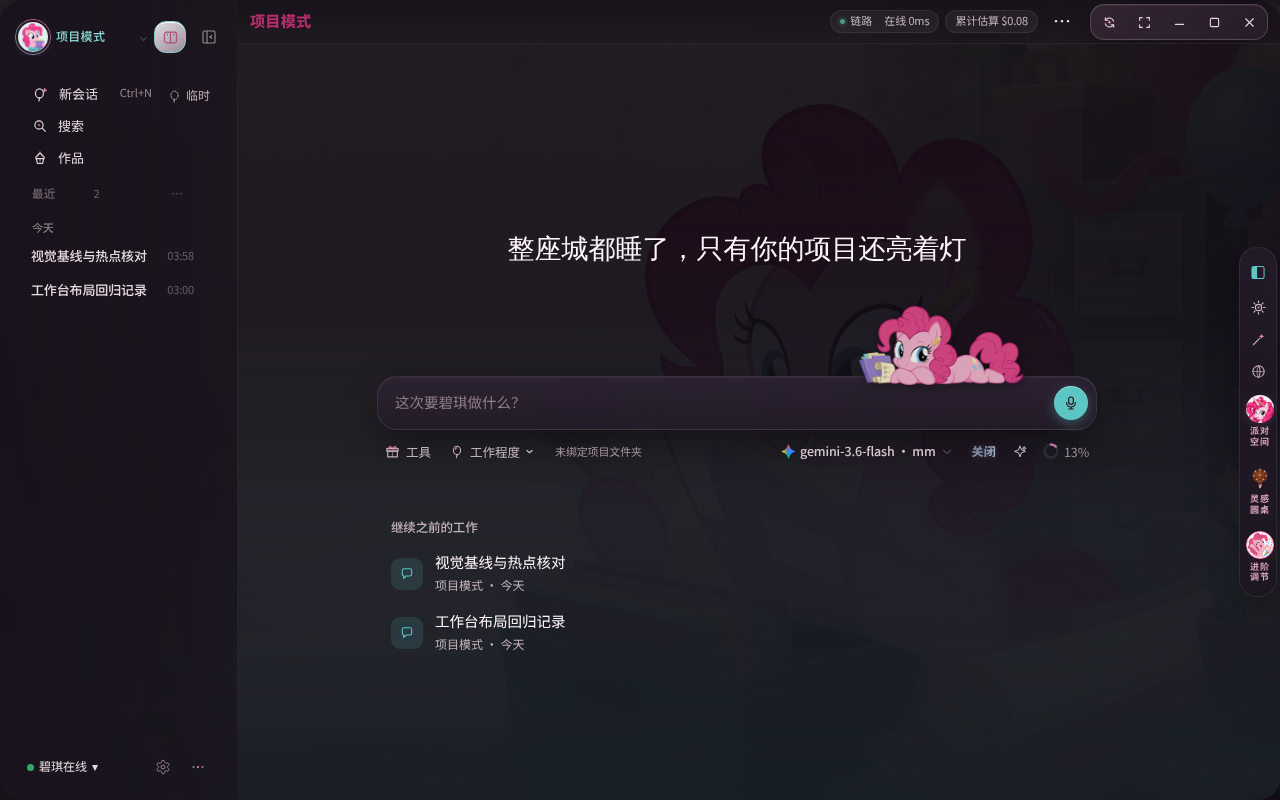 项目模式
新会话 Ctrl+N 临时
搜索
作品
最近 2 ···
今天
视觉基线与热点核对 03:58
工作台布局回归记录 03:00
碧琪在线 ▾
项目模式
链路 在线 0ms
累计估算 $0.08
整座城都睡了，只有你的项目还亮着灯
这次要碧琪做什么？
工具 工作程度 未绑定项目文件夹
gemini-3.6-flash · mm 关闭 13%
继续之前的工作
视觉基线与热点核对
项目模式 · 今天
工作台布局回归记录
项目模式 · 今天
派对
空间
灵感
圆桌
进阶
调节